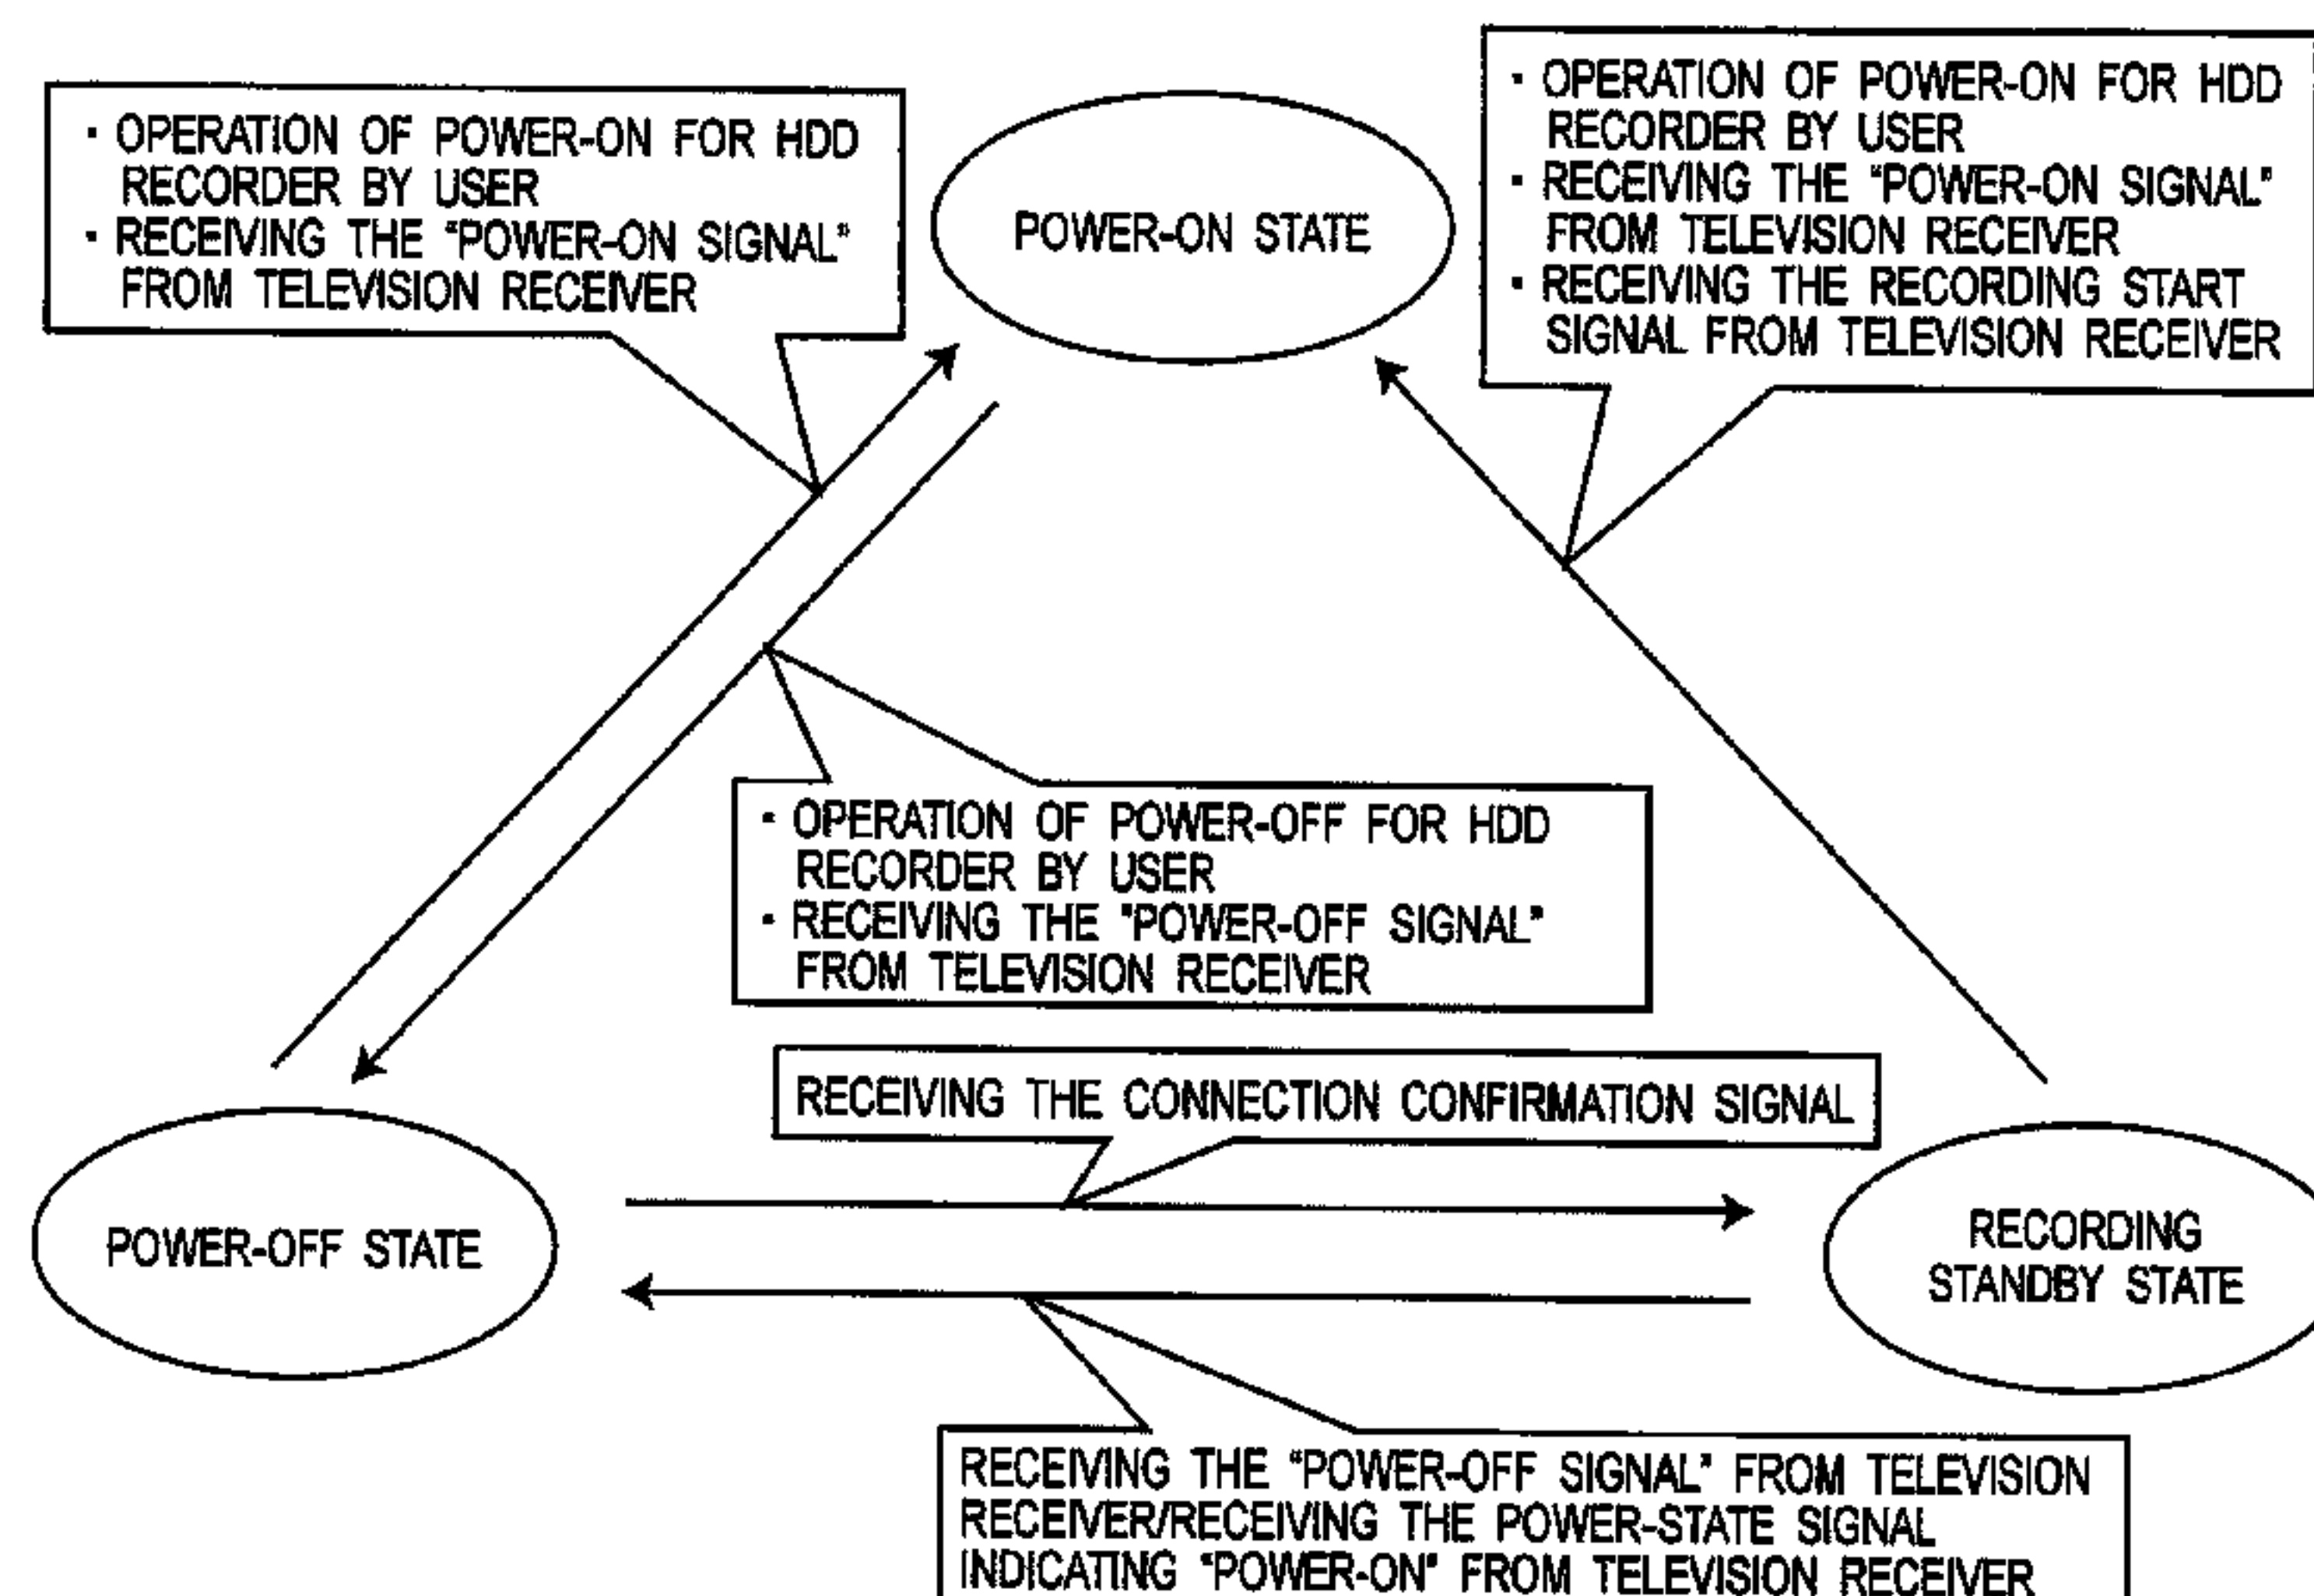 · OPERATION OF POWER-ON FOR HDD
RECORDER BY USER
· RECEIVING THE "POWER-ON SIGNAL"
FROM TELEVISION RECEIVER
POWER-ON STATE
· OPERATION OF POWER-ON FOR HDD
RECORDER BY USER
· RECEIVING THE "POWER-ON SIGNAL"
FROM TELEVISION RECEIVER
· RECEIVING THE RECORDING START
SIGNAL FROM TELEVISION RECEIVER
· OPERATION OF POWER-OFF FOR HDD
RECORDER BY USER
· RECEIVING THE "POWER-OFF SIGNAL"
FROM TELEVISION RECEIVER
RECEIVING THE CONNECTION CONFIRMATION SIGNAL
POWER-OFF STATE
RECORDING
STANDBY STATE
RECEIVING THE "POWER-OFF SIGNAL" FROM TELEVISION
RECEIVER/RECEIVING THE POWER-STATE SIGNAL
INDICATING "POWER-ON" FROM TELEVISION RECEIVER